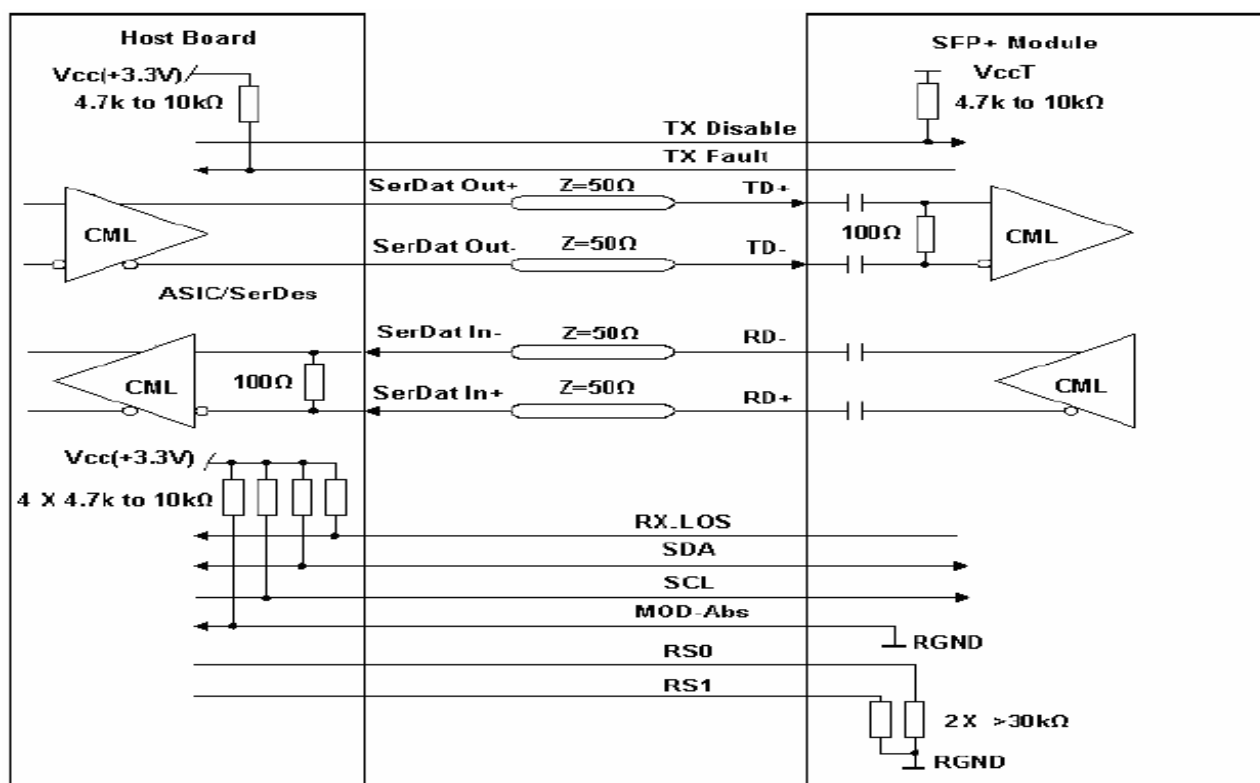 Host Board
SFP+ Module
Vcc(+3.3V)
4.7k to 10kΩ
VccT
4.7k to 10kΩ
TX Disable
TX Fault
SerDat Out+
Z=50Ω
TD+
CML
100Ω
CML
SerDat Out-
Z=50Ω
TD-
ASIC/SerDes
SerDat In-
Z=50Ω
RD-
CML
100Ω
CML
SerDat In+
Z=50Ω
RD+
Vcc(+3.3V)
4 X 4.7k to 10kΩ
RX-LOS
SDA
SCL
MOD-Abs
RGND
RS0
RS1
2X >30kΩ
RGND